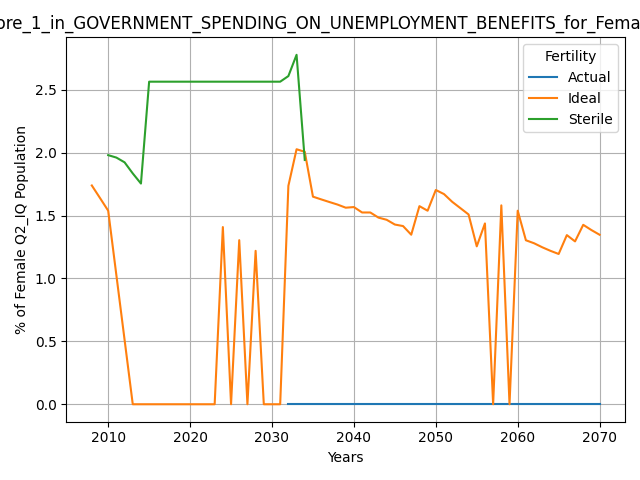 ore_1_in_GOVERNMENT_SPENDING_ON_UNEMPLOYMENT_BENEFITS_for_Fema
Fertility
Actual
Ideal
Sterile
% of Female Q2_IQ Population
2.5
2.0
1.5
1.0
0.5
0.0
2010 2020 2030 2040 2050 2060 2070
Years